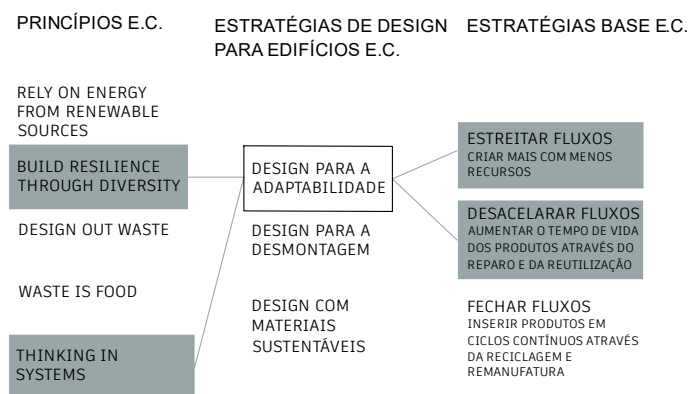 PRINCÍPIOS E.C.
RELY ON ENERGY
FROM RENEWABLE
SOURCES
BUILD RESILIENCE
THROUGH DIVERSITY
DESIGN OUT WASTE
WASTE IS FOOD
THINKING IN
SYSTEMS
ESTRATÉGIAS DE DESIGN
PARA EDIFÍCIOS E.C.
DESIGN PARA A
ADAPTABILIDADE
DESIGN PARA A
DESMONTAGEM
DESIGN COM
MATERIAIS
SUSTENTÁVEIS
ESTRATÉGIAS BASE E.C.
ESTREITAR FLUXOS
CRIAR MAIS COM MENOS
RECURSOS
DESACELARAR FLUXOS
AUMENTAR O TEMPO DE VIDA
DOS PRODUTOS ATRAVÉS DO
REPARO E DA REUTILIZAÇÃO
FECHAR FLUXOS
INSERIR PRODUTOS EM
CICLOS CONTÍNUOS ATRAVÉS
DA RECICLAGEM E
REMANUFATURA